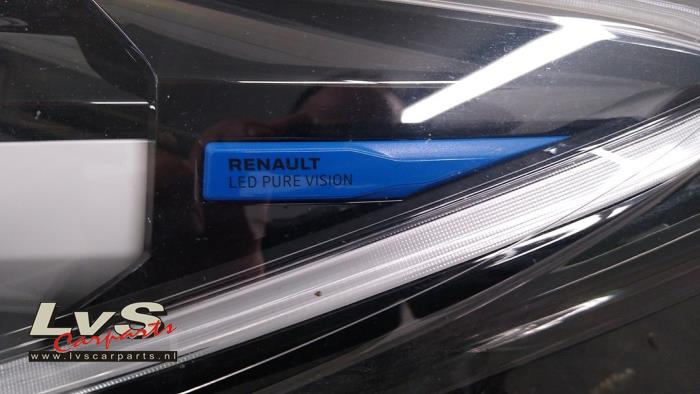 RENAULT
LED PURE VISION
LvS
Carparts
www.lvscarparts.nl